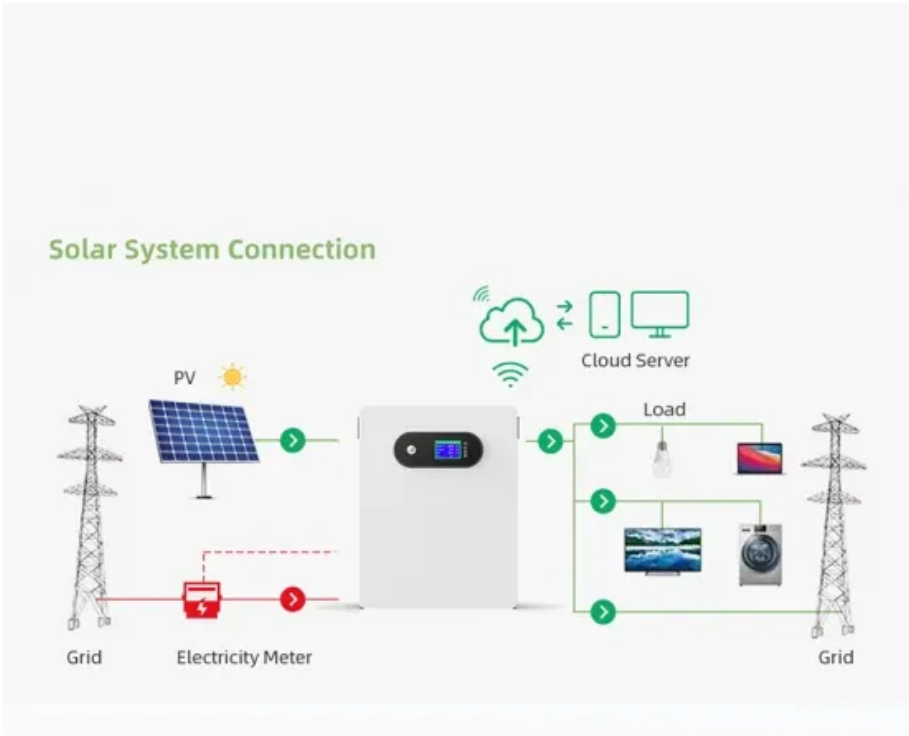 Solar System Connection
Cloud Server
PV
Load
Grid
Electricity Meter
Grid